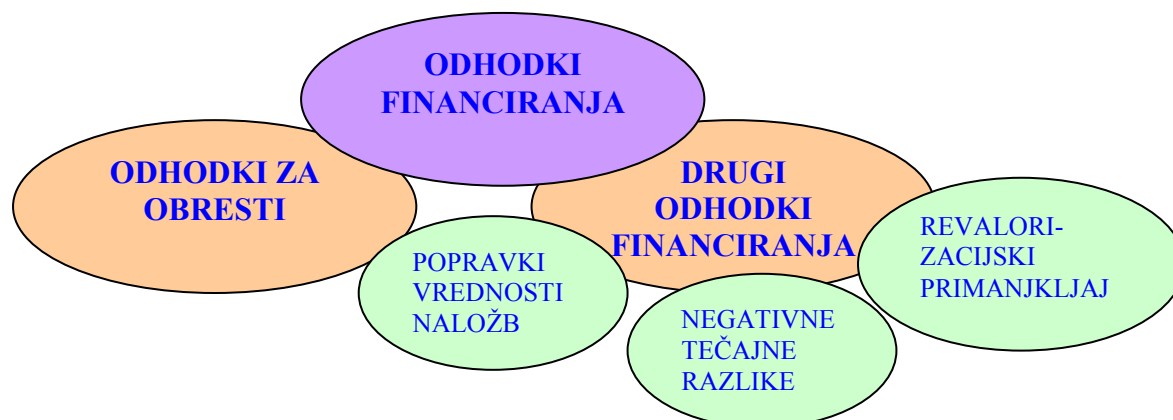 ODHODKI
FINANCIRANJA
ODHODKI ZA
OBRESTI
DRUGI
ODHODKI
FINANCIRANJA
POPRAVKI
VREDNOSTI
NALOŽB
NEGATIVNE
TEČAJNE
RAZLIKE
REVALORI-
ZACIJSKI
PRIMANJKLJAJ